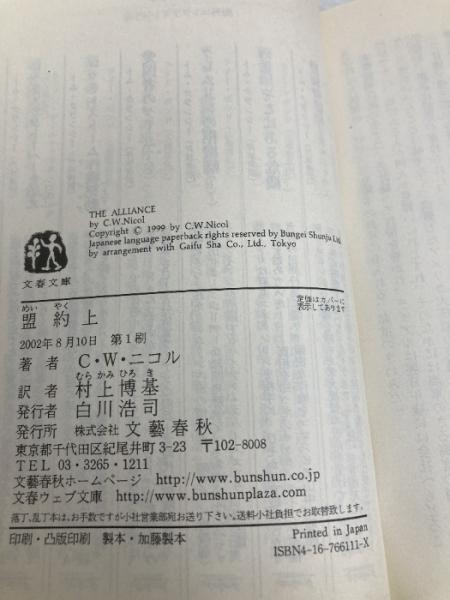 THE ALLIANCE
by C.W.Nicol
Copyright © 1999 by C.W.Nicol
Japanese language paperback rights reserved by Bungei Shunju Ltd.
by arrangement with Gaifu Sha Co., Ltd., Tokyo
文春文庫
定価はカバーに
表示してあります
めい やく
盟約上
2002年8月10日 第1刷
著者 C・W・ニコル
むら かみ ひろ き
訳者 村上博基
発行者 白川浩司
発行所 株式会社 文藝春秋
東京都千代田区紀尾井町3-23 〒102-8008
TEL 03・3265・1211
文藝春秋ホームページ http://www.bunshun.co.jp
文春ウェブ文庫 http://www.bunshunplaza.com
落丁、乱丁本は、お手数ですが小社営業部宛お送り下さい。送料小社負担でお取替致します。
印刷・凸版印刷 製本・加藤製本
Printed in Japan
ISBN4-16-766111-X